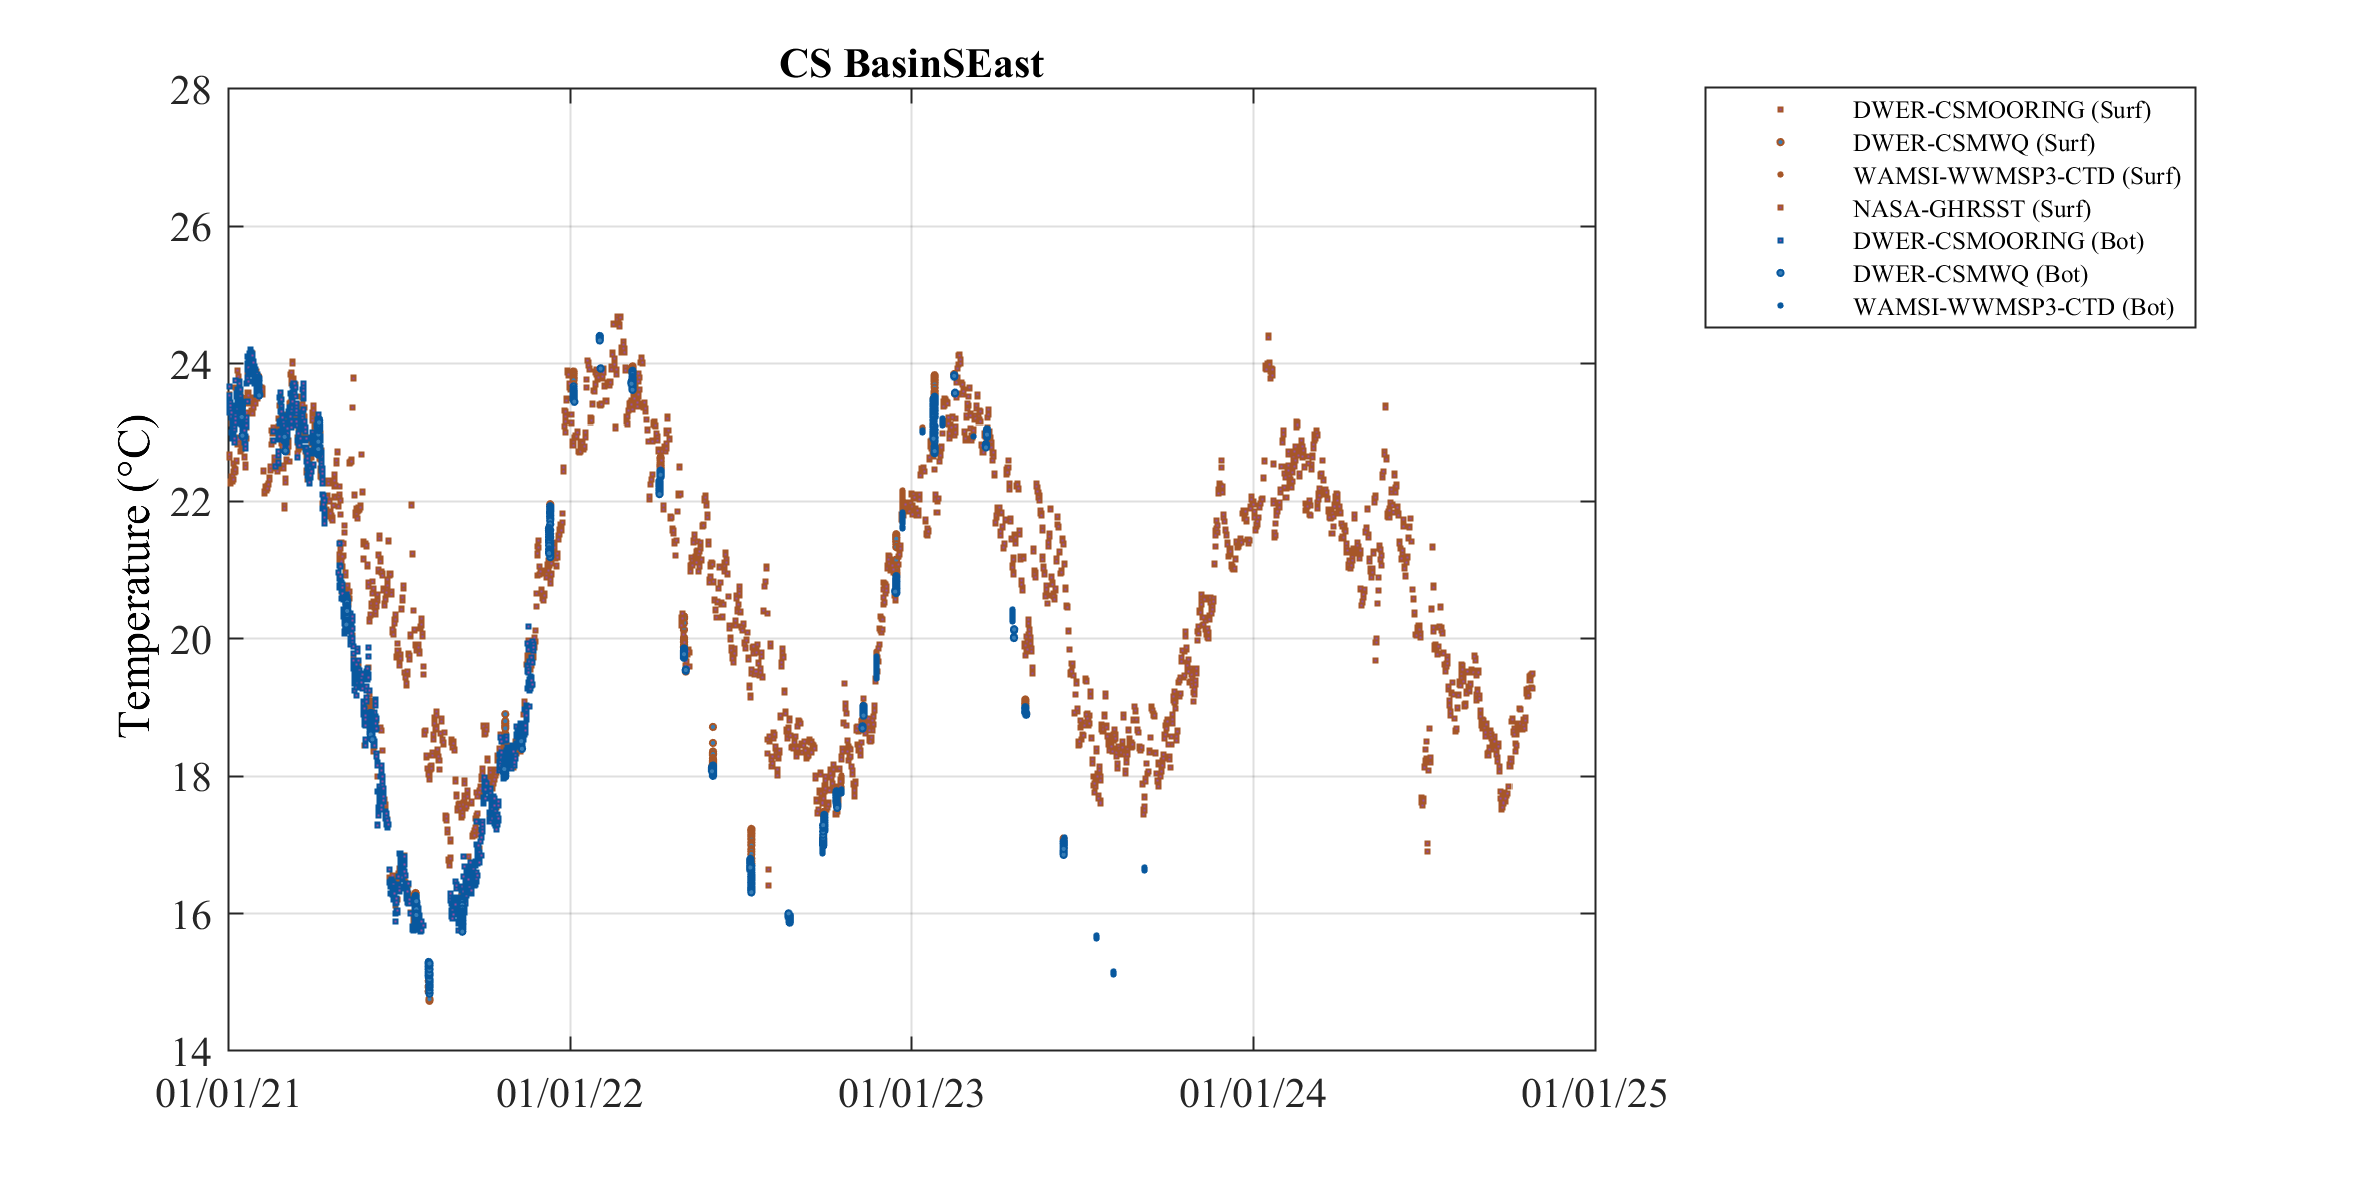 CS BasinSEast
28
26
24
22
20
18
16
14
Temperature (°C)
01/01/21
01/01/22
01/01/23
01/01/24
01/01/25
DWER-CSMOORING (Surf)
DWER-CSMWQ (Surf)
WAMSI-WWMSP3-CTD (Surf)
NASA-GHRSST (Surf)
DWER-CSMOORING (Bot)
DWER-CSMWQ (Bot)
WAMSI-WWMSP3-CTD (Bot)